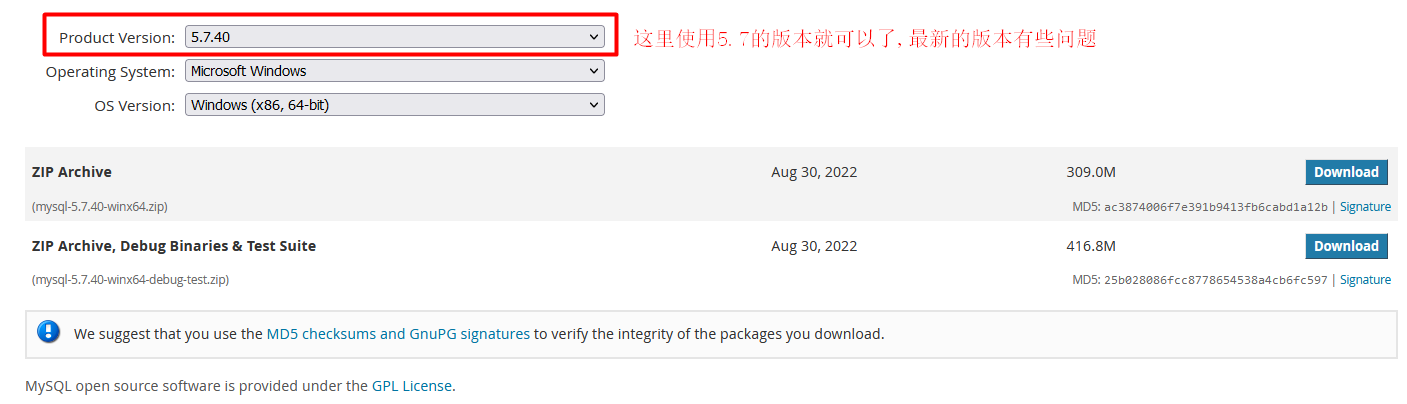 Product Version: 5.7.40 这里使用5.7的版本就可以了,最新的版本有些问题
Operating System: Microsoft Windows
OS Version: Windows (x86, 64-bit)
ZIP Archive Aug 30, 2022 309.0M Download
(mysql-5.7.40-winx64.zip) MD5: ac3874006f7e391b9413fb6cabd1a12b | Signature
ZIP Archive, Debug Binaries & Test Suite Aug 30, 2022 416.8M Download
(mysql-5.7.40-winx64-debug-test.zip) MD5: 25b028086fcc8778654538a4cb6fc597 | Signature
We suggest that you use the MD5 checksums and GnuPG signatures to verify the integrity of the packages you download.
MySQL open source software is provided under the GPL License.